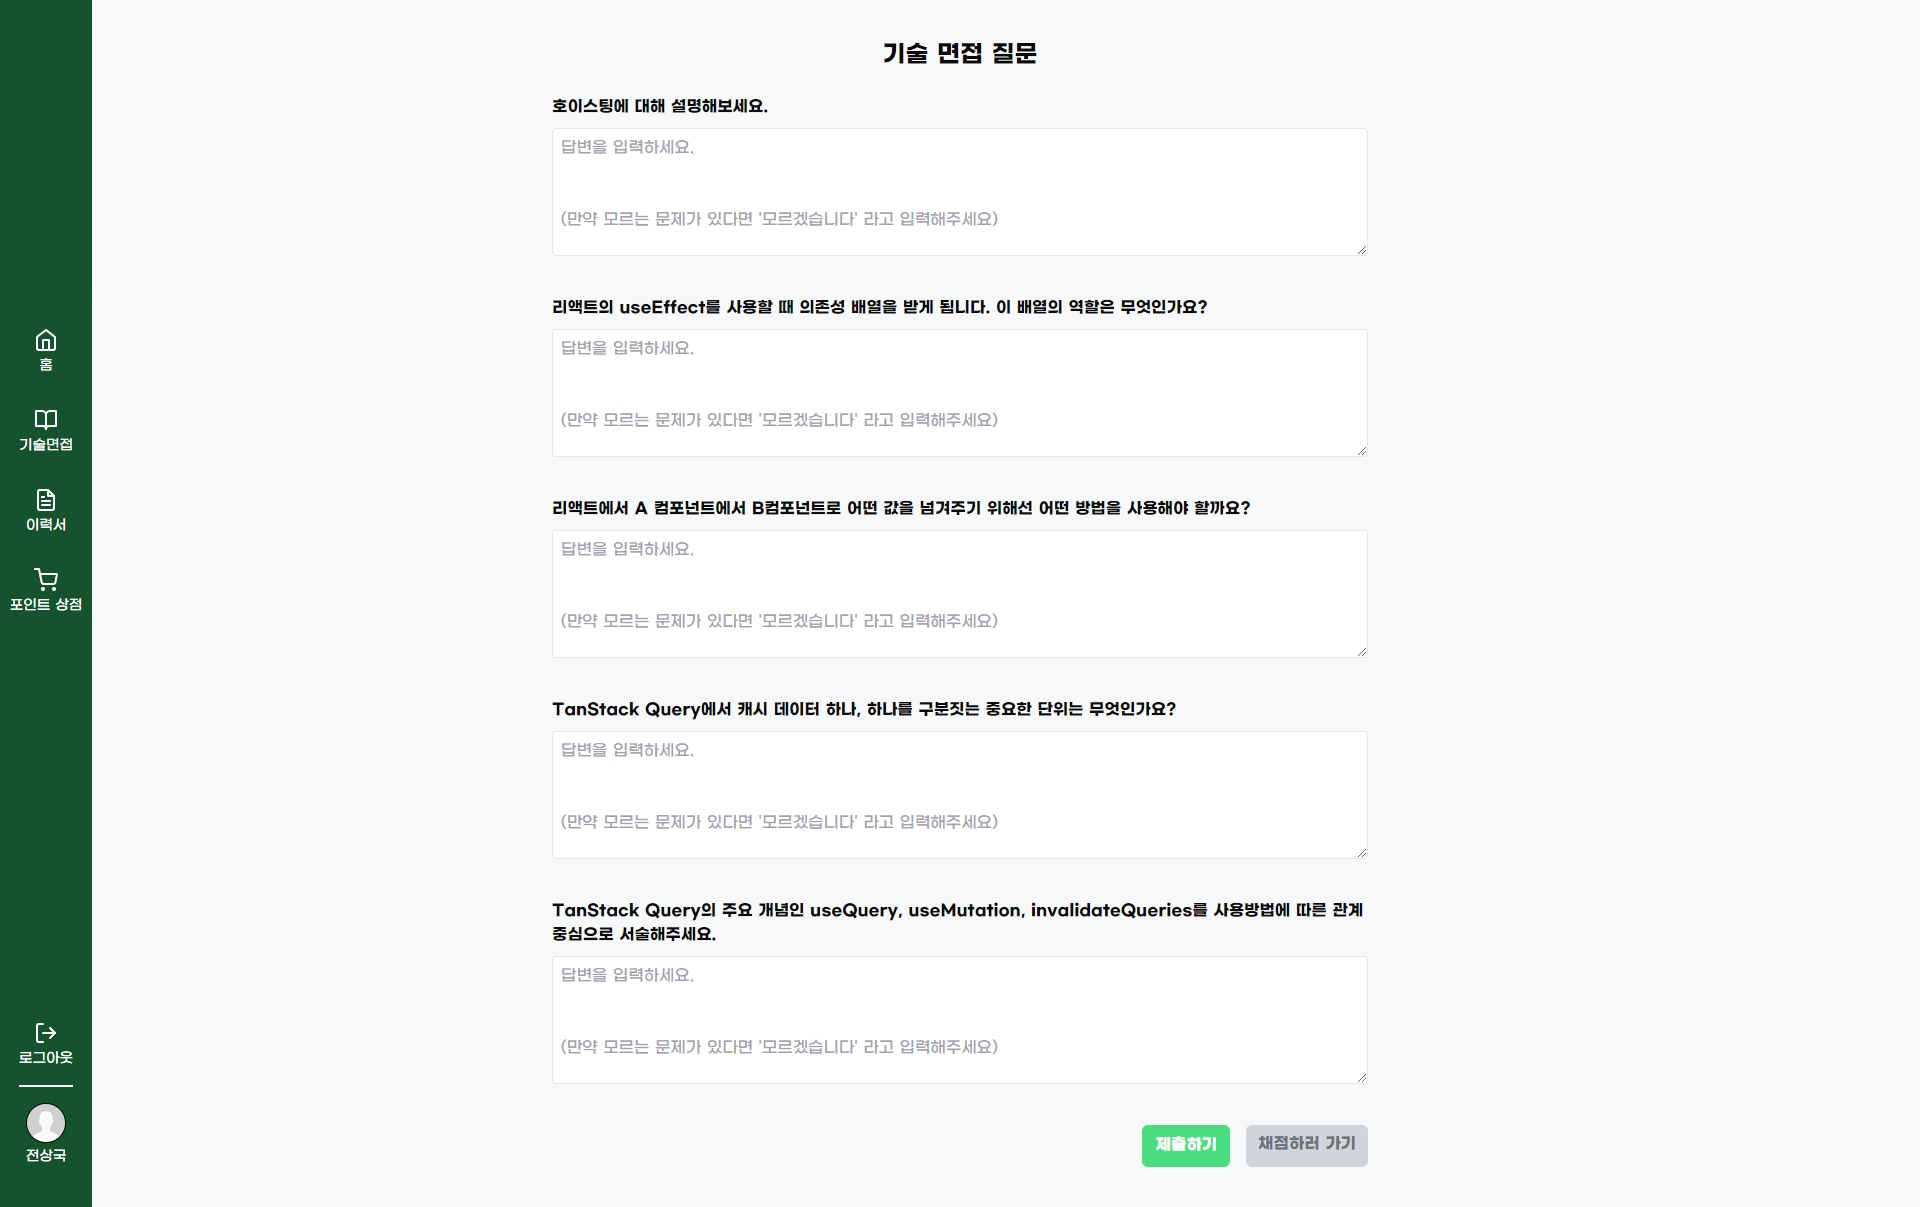 홈
기술면접
이력서
포인트 상점
로그아웃
전상국
기술 면접 질문
호이스팅에 대해 설명해보세요.
답변을 입력하세요.
(만약 모르는 문제가 있다면 '모르겠습니다' 라고 입력해주세요)
리액트의 useEffect를 사용할 때 의존성 배열을 받게 됩니다. 이 배열의 역할은 무엇인가요?
답변을 입력하세요.
(만약 모르는 문제가 있다면 '모르겠습니다' 라고 입력해주세요)
리액트에서 A 컴포넌트에서 B컴포넌트로 어떤 값을 넘겨주기 위해선 어떤 방법을 사용해야 할까요?
답변을 입력하세요.
(만약 모르는 문제가 있다면 '모르겠습니다' 라고 입력해주세요)
TanStack Query에서 캐시 데이터 하나, 하나를 구분짓는 중요한 단위는 무엇인가요?
답변을 입력하세요.
(만약 모르는 문제가 있다면 '모르겠습니다' 라고 입력해주세요)
TanStack Query의 주요 개념인 useQuery, useMutation, invalidateQueries를 사용방법에 따른 관계
중심으로 서술해주세요.
답변을 입력하세요.
(만약 모르는 문제가 있다면 '모르겠습니다' 라고 입력해주세요)
제출하기
채점하러 가기